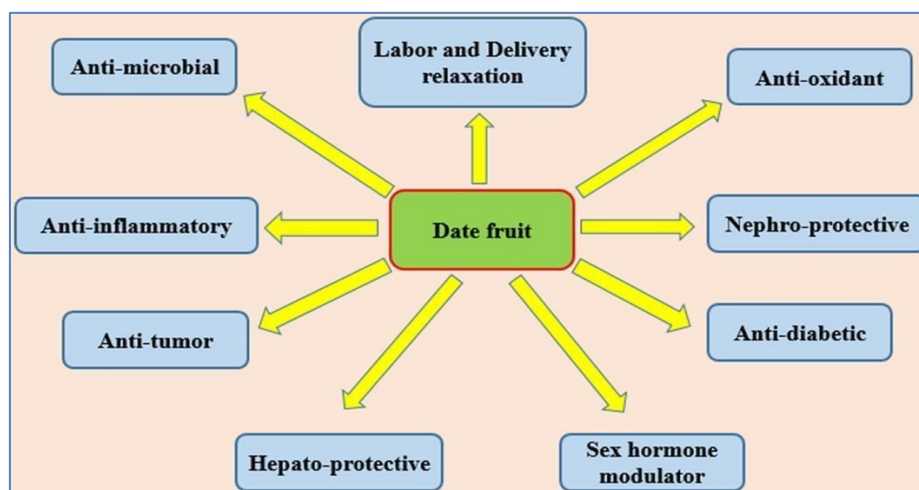 Labor and Delivery
relaxation
Anti-microbial
Anti-oxidant
Anti-inflammatory
Date fruit
Nephro-protective
Anti-tumor
Anti-diabetic
Hepato-protective
Sex hormone
modulator